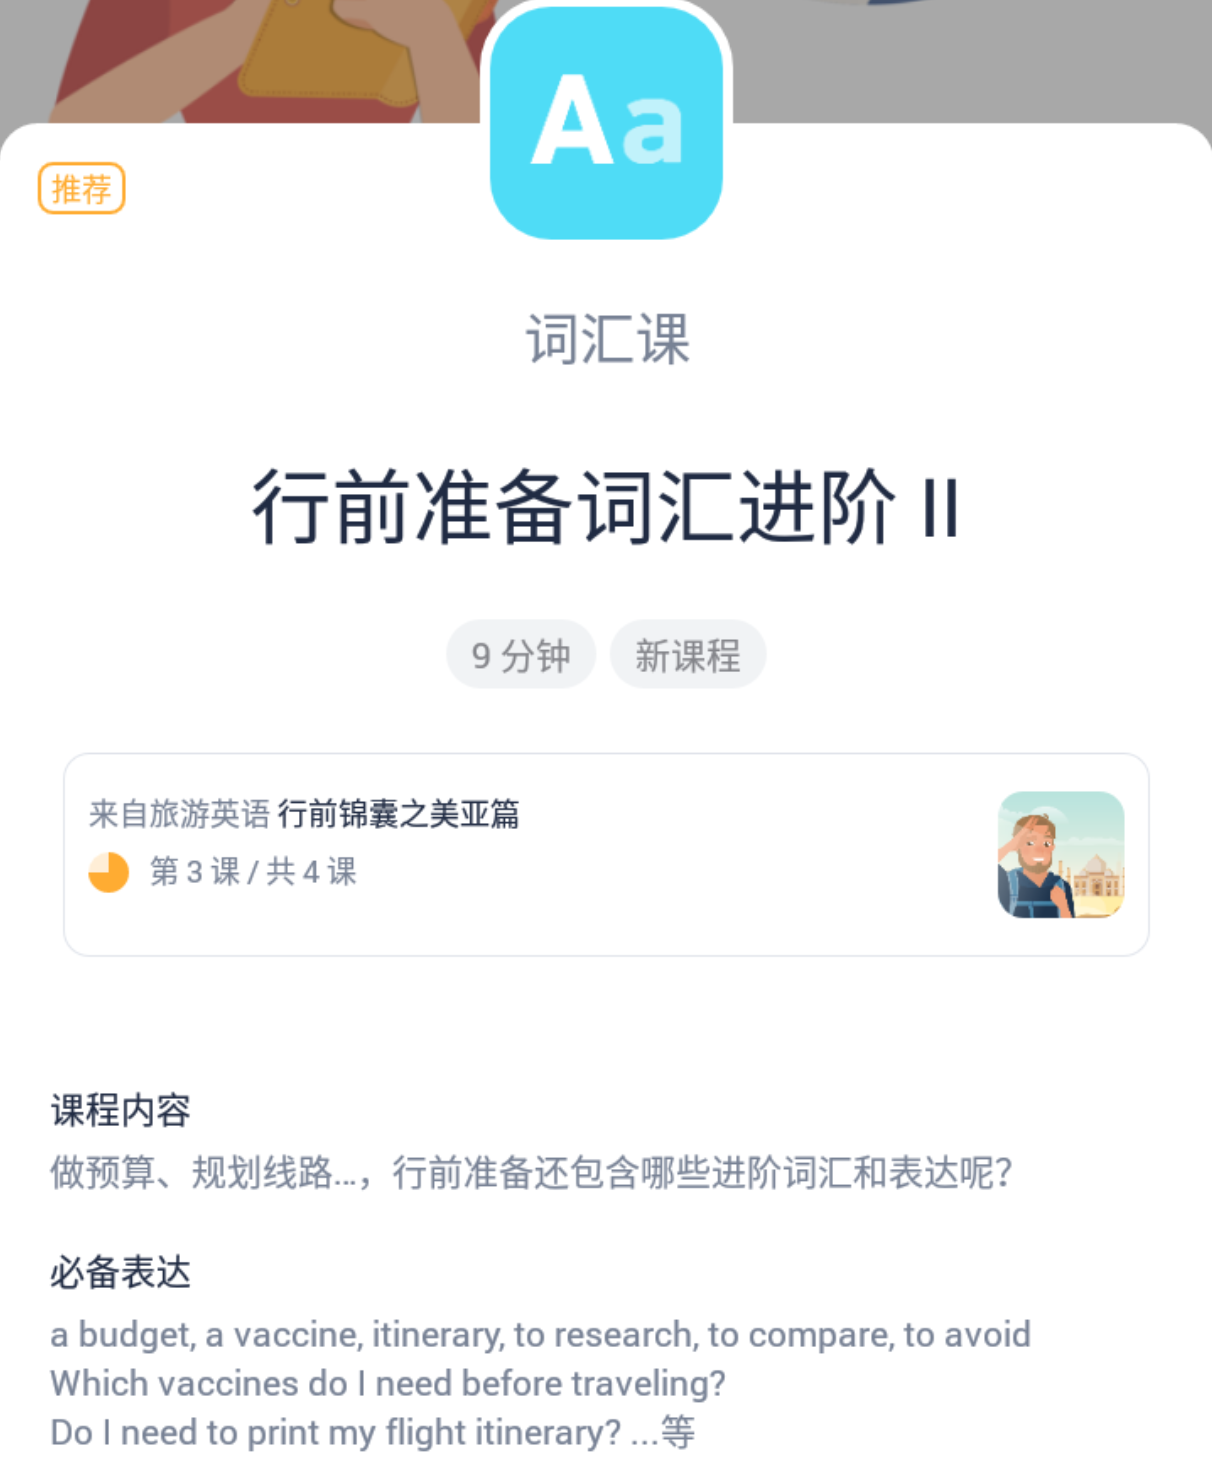 Aa
推荐
词汇课
行前准备词汇进阶 II
9 分钟 新课程
来自旅游英语 行前锦囊之美亚篇
第 3 课 / 共 4 课
课程内容
做预算、规划线路...，行前准备还包含哪些进阶词汇和表达呢?
必备表达
a budget, a vaccine, itinerary, to research, to compare, to avoid
Which vaccines do I need before traveling?
Do I need to print my flight itinerary? ...等